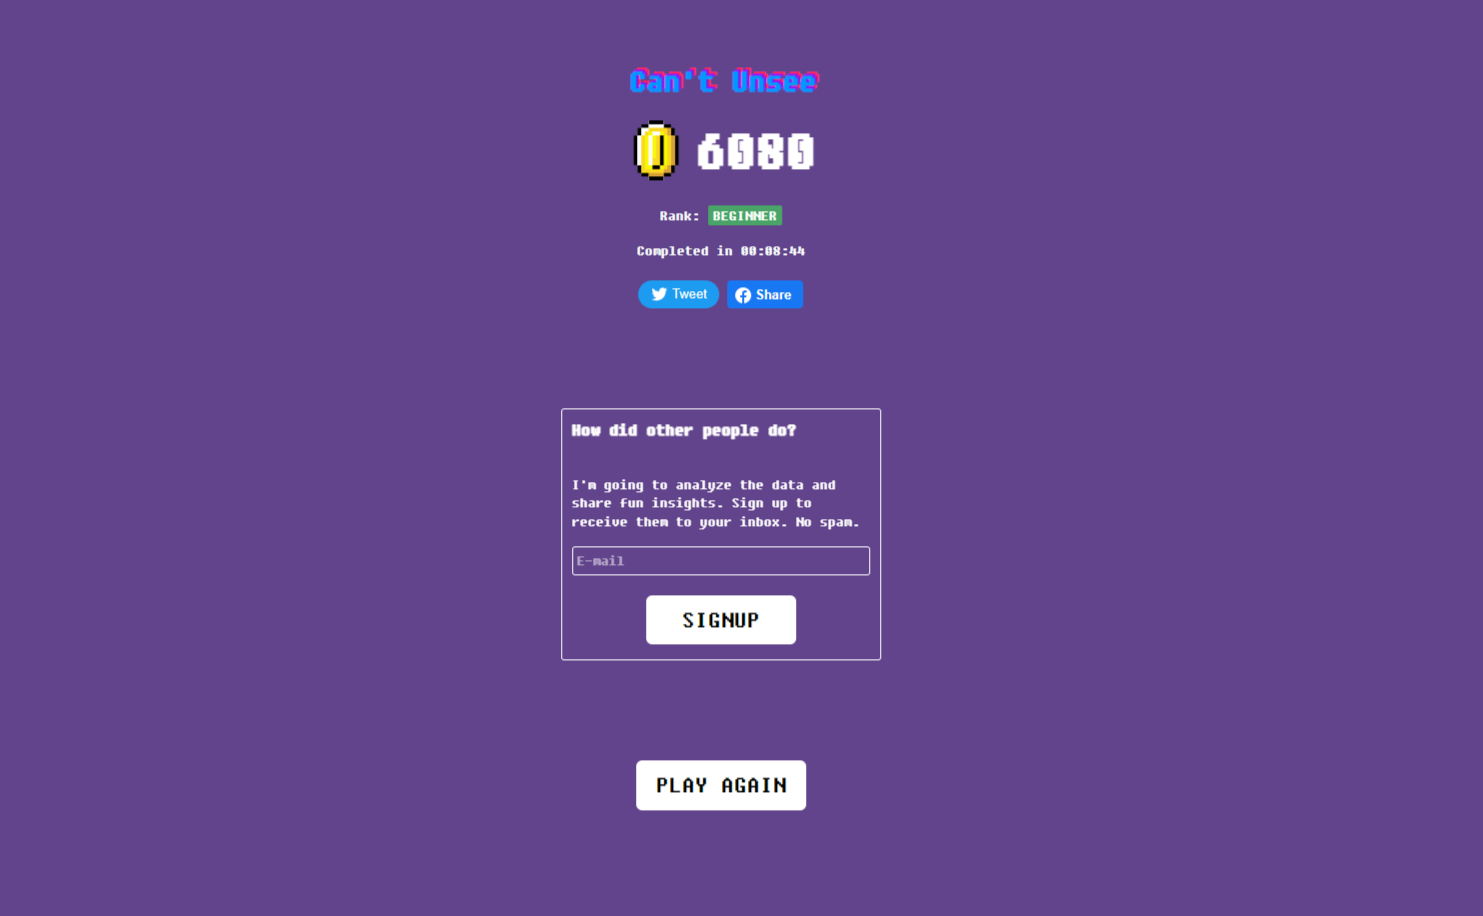 Can't Unsee
6080
Rank: BEGINNER
Completed in 00:08:44
Tweet Share
How did other people do?
I'm going to analyze the data and
share fun insights. Sign up to
receive them to your inbox. No spam.
E-mail
SIGNUP
PLAY AGAIN